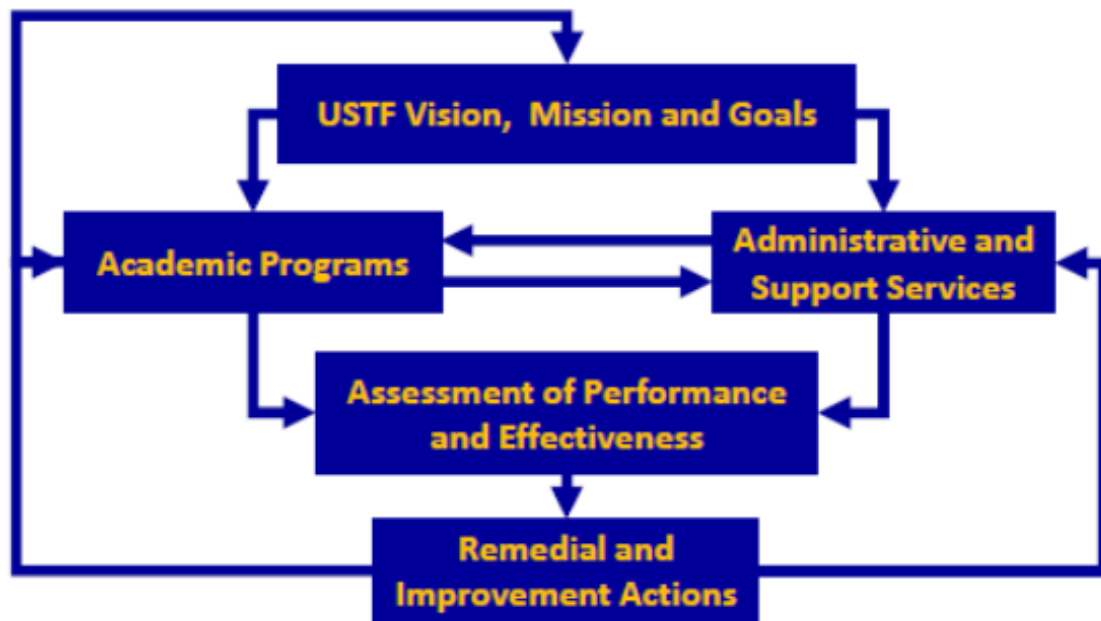 USTF Vision,  Mission and Goals
Academic Programs
Administrative and
Support Services
Assessment of Performance
and Effectiveness
Remedial and
Improvement Actions